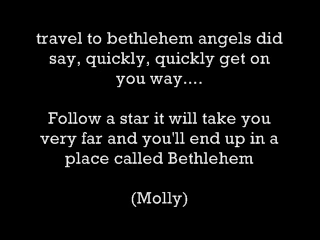 travel to bethlehem angels did
say, quickly, quickly get on
you way....
Follow a star it will take you
very far and you'll end up in a
place called Bethlehem
(Molly)